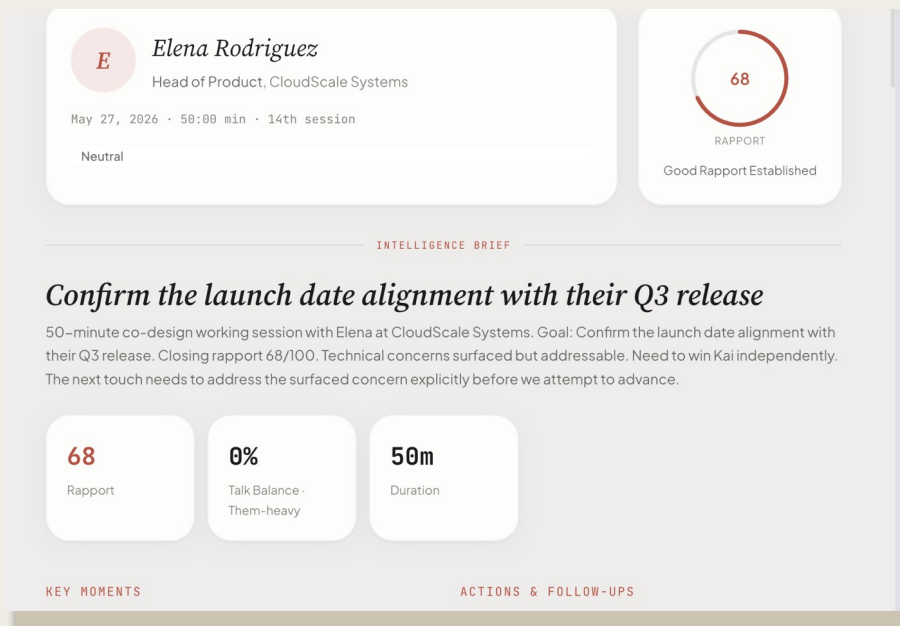 E
Elena Rodriguez
Head of Product, CloudScale Systems
May 27, 2026 · 50:00 min · 14th session
Neutral
68
RAPPORT
Good Rapport Established
INTELLIGENCE BRIEF
Confirm the launch date alignment with their Q3 release
50–minute co-design working session with Elena at CloudScale Systems. Goal: Confirm the launch date alignment with
their Q3 release. Closing rapport 68/100. Technical concerns surfaced but addressable. Need to win Kai independently.
The next touch needs to address the surfaced concern explicitly before we attempt to advance.
68
Rapport
0%
Talk Balance ·
Them-heavy
50m
Duration
KEY MOMENTS
ACTIONS & FOLLOW-UPS